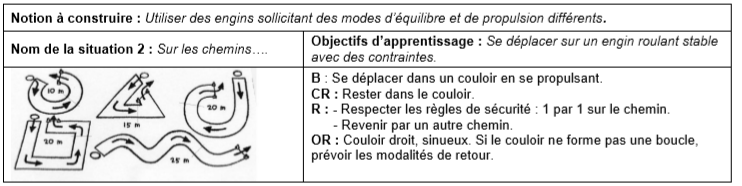 Notion à construire : Utiliser des engins sollicitant des modes d'équilibre et de propulsion différents.
Nom de la situation 2 : Sur les chemins….
Objectifs d'apprentissage : Se déplacer sur un engin roulant stable
avec des contraintes.
10 m
15 m
20 m
20 m
25 m
B : Se déplacer dans un couloir en se propulsant.
CR : Rester dans le couloir.
R : - Respecter les règles de sécurité : 1 par 1 sur le chemin.
- Revenir par un autre chemin.
OR : Couloir droit, sinueux. Si le couloir ne forme pas une boucle,
prévoir les modalités de retour.